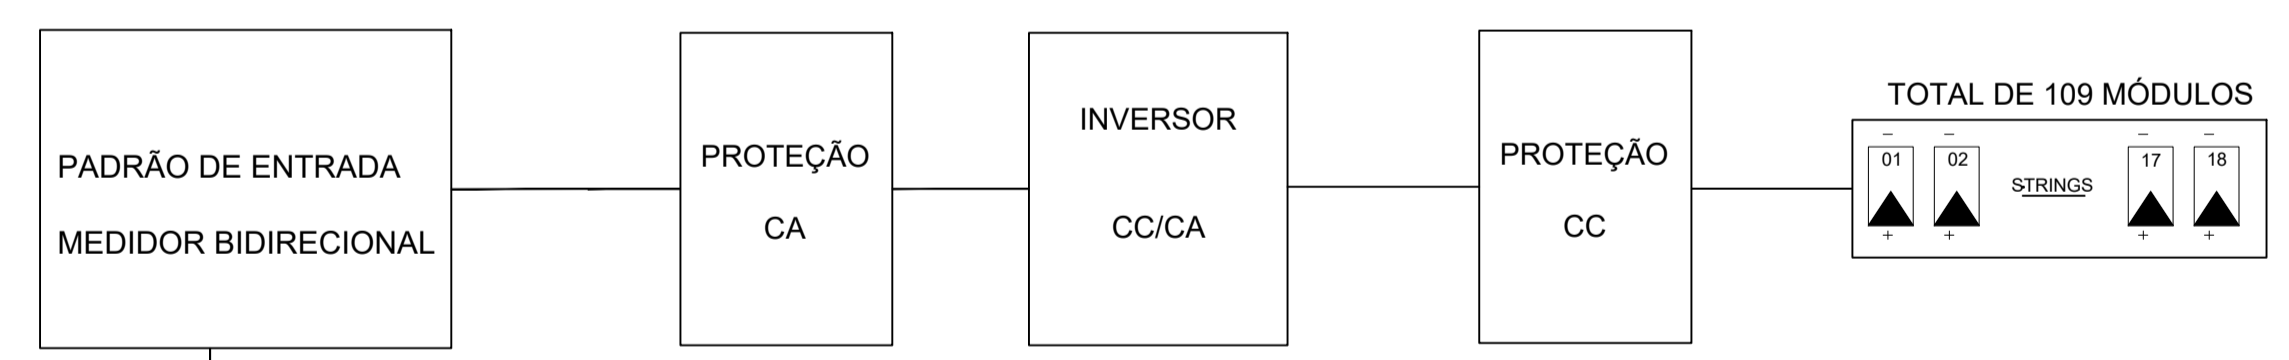 PADRÃO DE ENTRADA
MEDIDOR BIDIRECIONAL
PROTEÇÃO
CA
INVERSOR
CC/CA
PROTEÇÃO
CC
TOTAL DE 109 MÓDULOS
– – – –
01 02 17 18
STRINGS
+ + + +